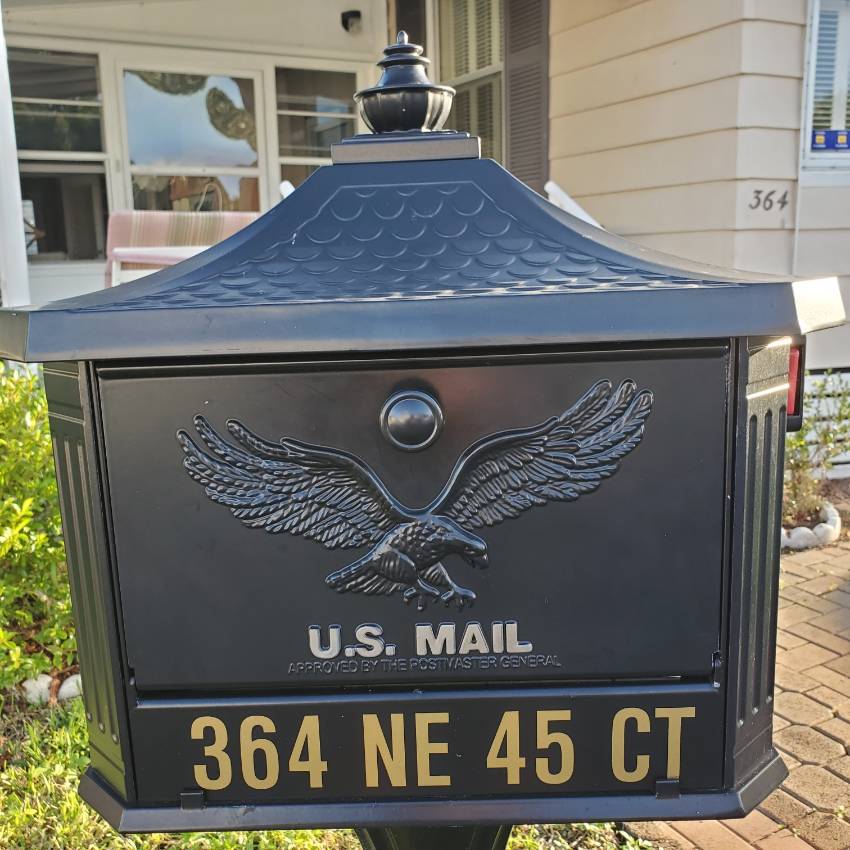 364
U.S. MAIL
APPROVED BY THE POSTMASTER GENERAL
364 NE 45 CT